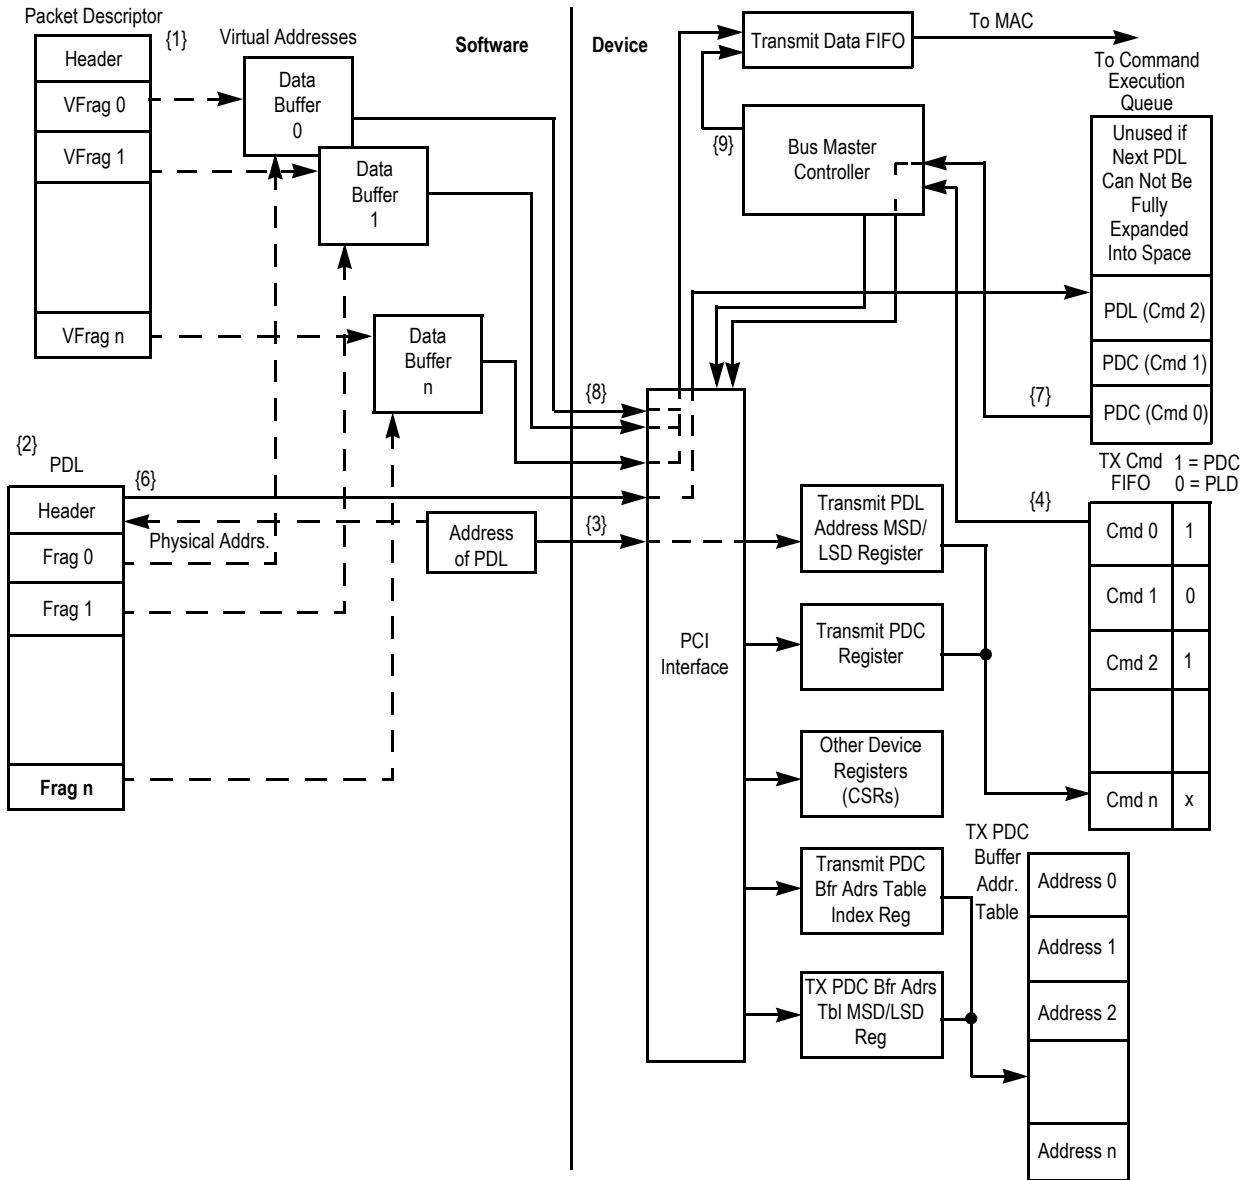 Packet Descriptor
{1}
Header
VFrag 0
VFrag 1
VFrag n
Virtual Addresses
Data
Buffer
0
Data
Buffer
1
Data
Buffer
n
Software
Device
Transmit Data FIFO
To MAC
To Command
Execution
Queue
{9}
Bus Master
Controller
Unused if
Next PDL
Can Not Be
Fully
Expanded
Into Space
PDL (Cmd 2)
PDC (Cmd 1)
PDC (Cmd 0)
{7}
{8}
{2}
PDL
{6}
Header
Frag 0
Frag 1
Frag n
Physical Addrs.
Address
of PDL
{3}
PCI
Interface
Transmit PDL
Address MSD/
LSD Register
Transmit PDC
Register
Other Device
Registers
(CSRs)
Transmit PDC
Bfr Adrs Table
Index Reg
TX PDC Bfr Adrs
Tbl MSD/LSD
Reg
TX Cmd
FIFO
1 = PDC
0 = PLD
{4}
Cmd 0 1
Cmd 1 0
Cmd 2 1
Cmd n x
TX PDC
Buffer
Addr.
Table
Address 0
Address 1
Address 2
Address n